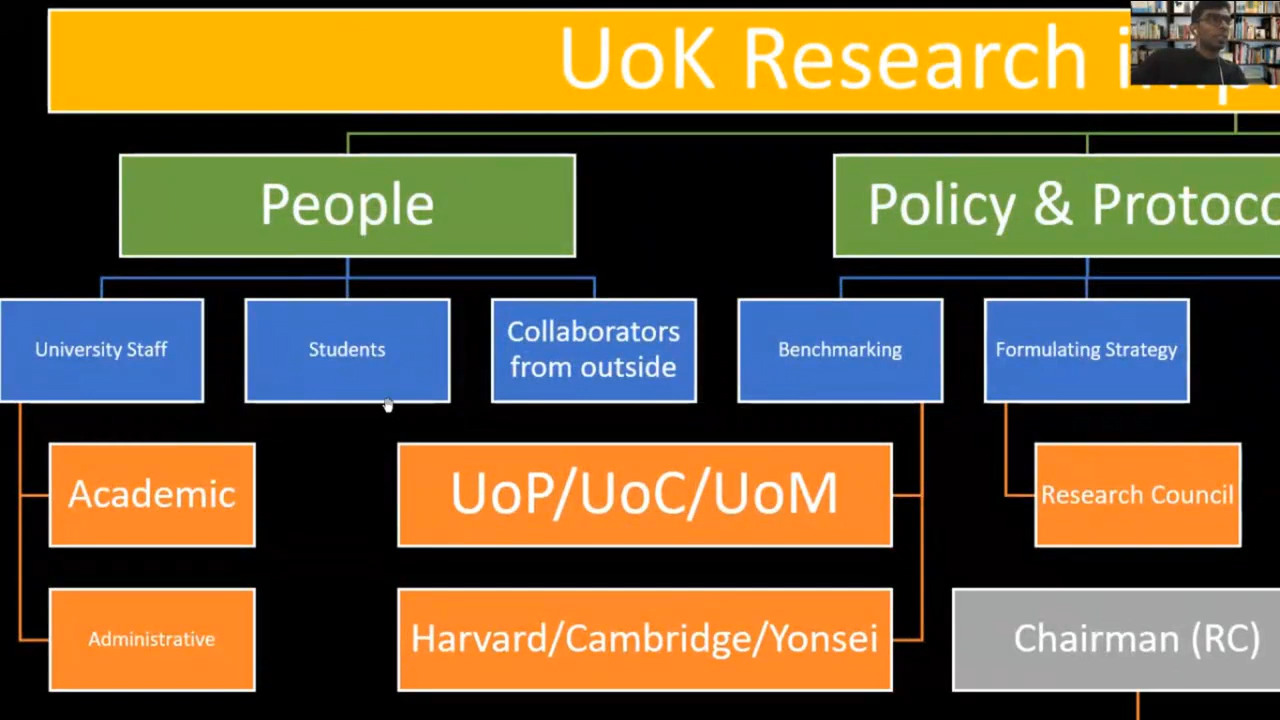 UoK Research
People
Policy &
University Staff
Students
Collaborators
from outside
Benchmarking
Formulating Strategy
Academic
UoP/UoC/UoM
Research Council
Administrative
Harvard/Cambridge/Yonsei
Chairman (RC)